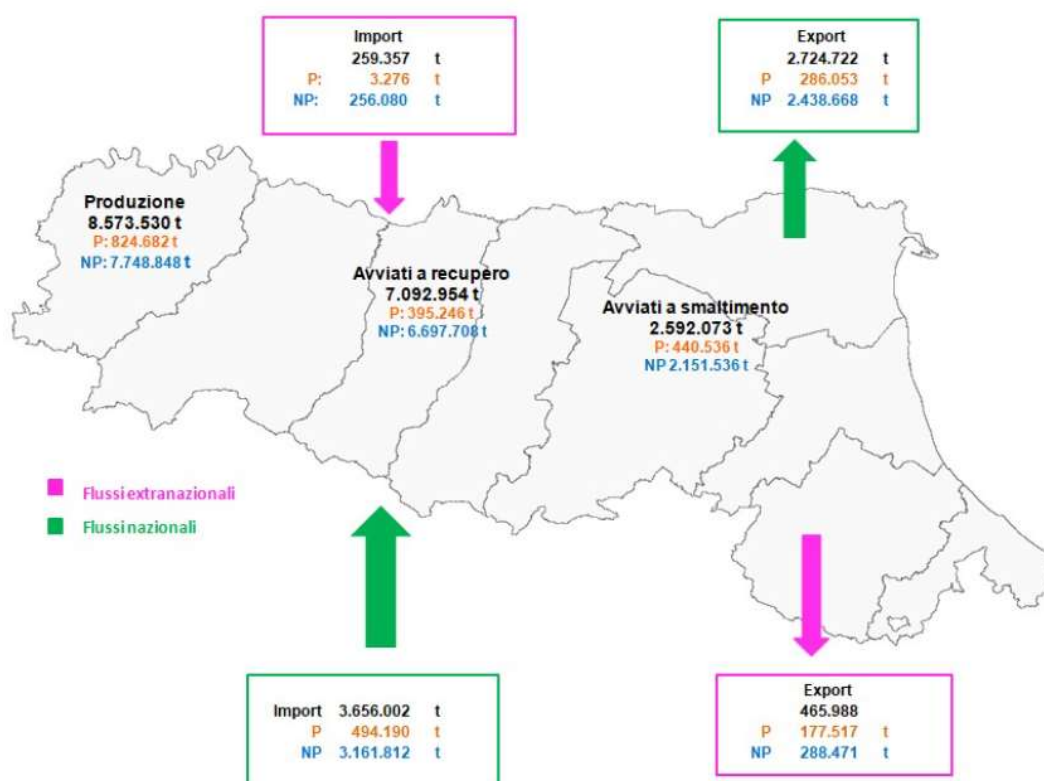 Import
259.357 t
P: 3.276 t
NP: 256.080 t
Export
2.724.722 t
P 286.053 t
NP 2.438.668 t
Produzione
8.573.530 t
P: 824.682 t
NP: 7.748.848 t
Avviati a recupero
7.092.954 t
P: 395.246 t
NP: 6.697.708 t
Avviati a smaltimento
2.592.073 t
P: 440.536 t
NP 2.151.536 t
Flussi extranazionali
Flussi nazionali
Import 3.656.002 t
P 494.190 t
NP 3.161.812 t
Export
465.988
P 177.517 t
NP 288.471 t